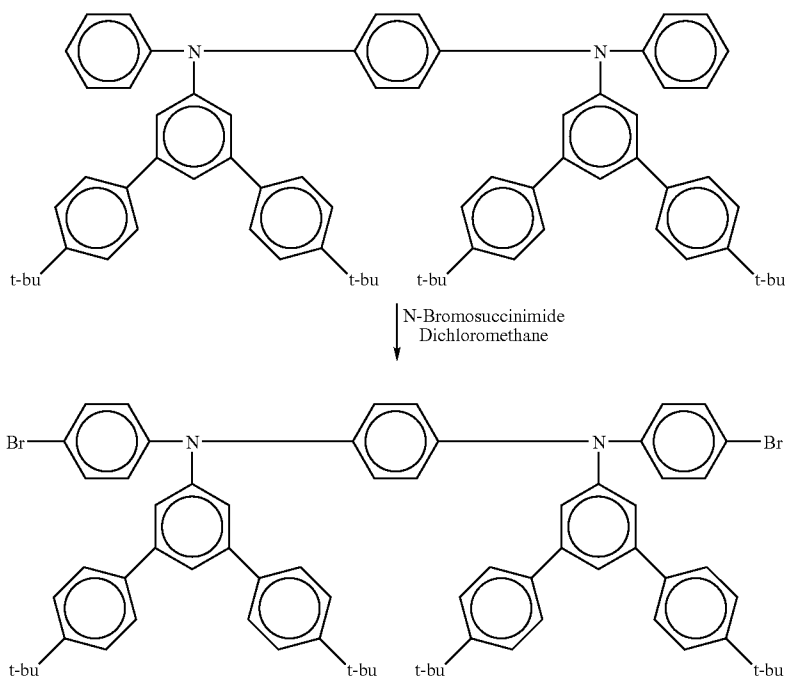 N N
t-bu t-bu t-bu t-bu
N-Bromosuccinimide
Dichloromethane
Br N N Br
t-bu t-bu t-bu t-bu